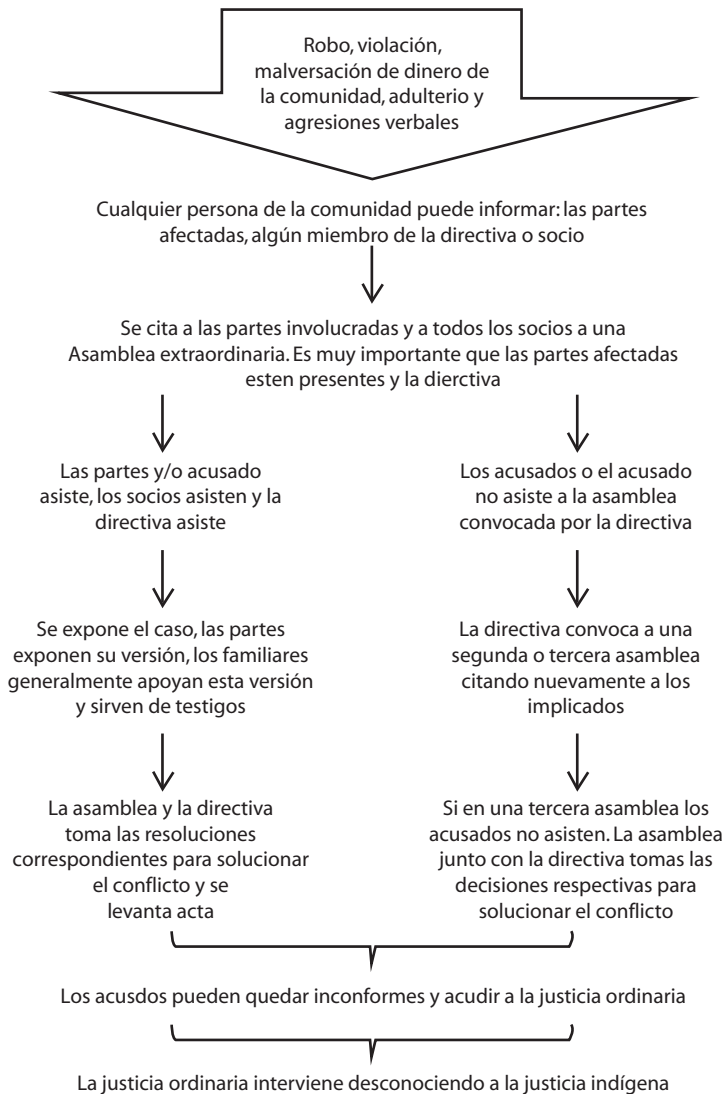 Robo, violación,
malversación de dinero de
la comunidad, adulterio y
agresiones verbales
Cualquier persona de la comunidad puede informar: las partes
afectadas, algún miembro de la directiva o socio
Se cita a las partes involucradas y a todos los socios a una
Asamblea extraordinaria. Es muy importante que las partes afectadas
esten presentes y la dierctiva
Las partes y/o acusado
asiste, los socios asisten y la
directiva asiste
Los acusados o el acusado
no asiste a la asamblea
convocada por la directiva
Se expone el caso, las partes
exponen su versión, los familiares
generalmente apoyan esta versión
y sirven de testigos
La directiva convoca a una
segunda o tercera asamblea
citando nuevamente a los
implicados
La asamblea y la directiva
toma las resoluciones
correspondientes para solucionar
el conflicto y se
levanta acta
Si en una tercera asamblea los
acusados no asisten. La asamblea
junto con la directiva tomas las
decisiones respectivas para
solucionar el conflicto
Los acusdos pueden quedar inconformes y acudir a la justicia ordinaria
La justicia ordinaria interviene desconociendo a la justicia indígena